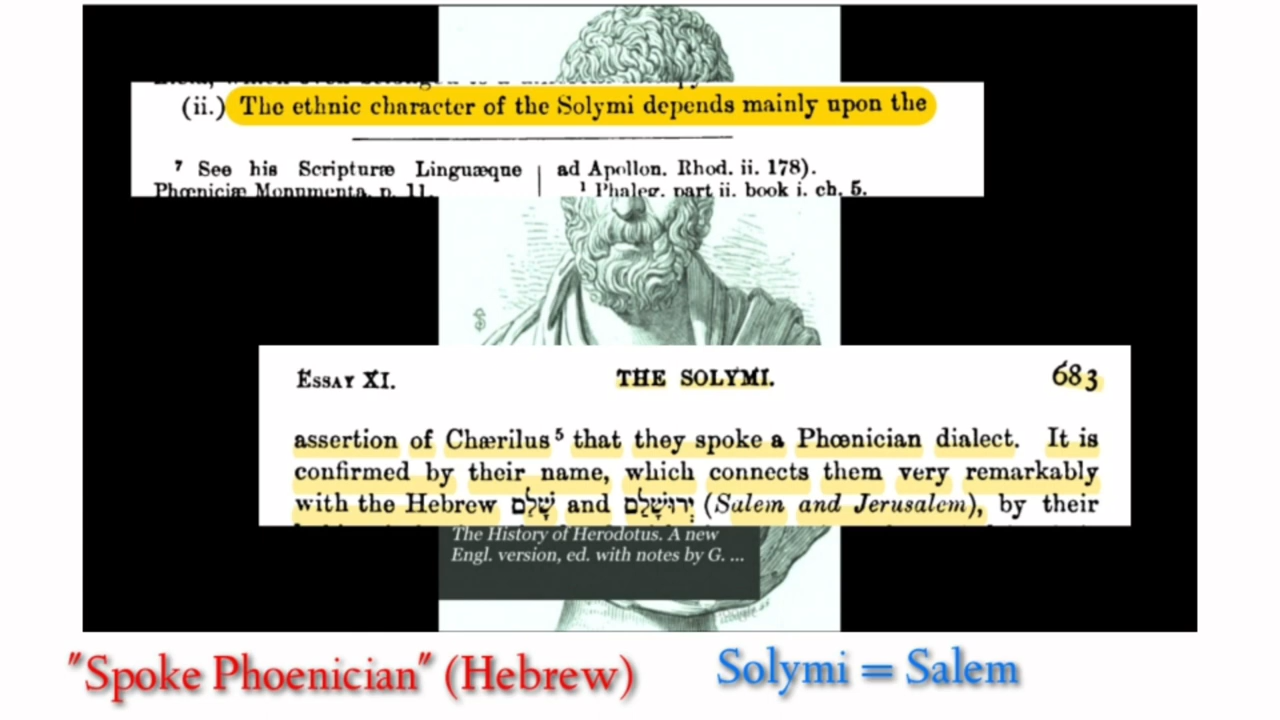 (ii.) The ethnic character of the Solymi depends mainly upon the
⁷ See his Scripturæ Linguæque
Phœniciæ Monumenta, p. 11.
ad Apollon. Rhod. ii. 178).
¹ Phaleg. part ii. book i. ch. 5.
ESSAY XI. THE SOLYMI. 683
assertion of Chærilus⁵ that they spoke a Phœnician dialect. It is
confirmed by their name, which connects them very remarkably
with the Hebrew שָׁלֵם and יְרוּשָׁלֵם (Salem and Jerusalem), by their
The History of Herodotus. A new
Engl. version, ed. with notes by G. ...
"Spoke Phoenician" (Hebrew)
Solymi = Salem